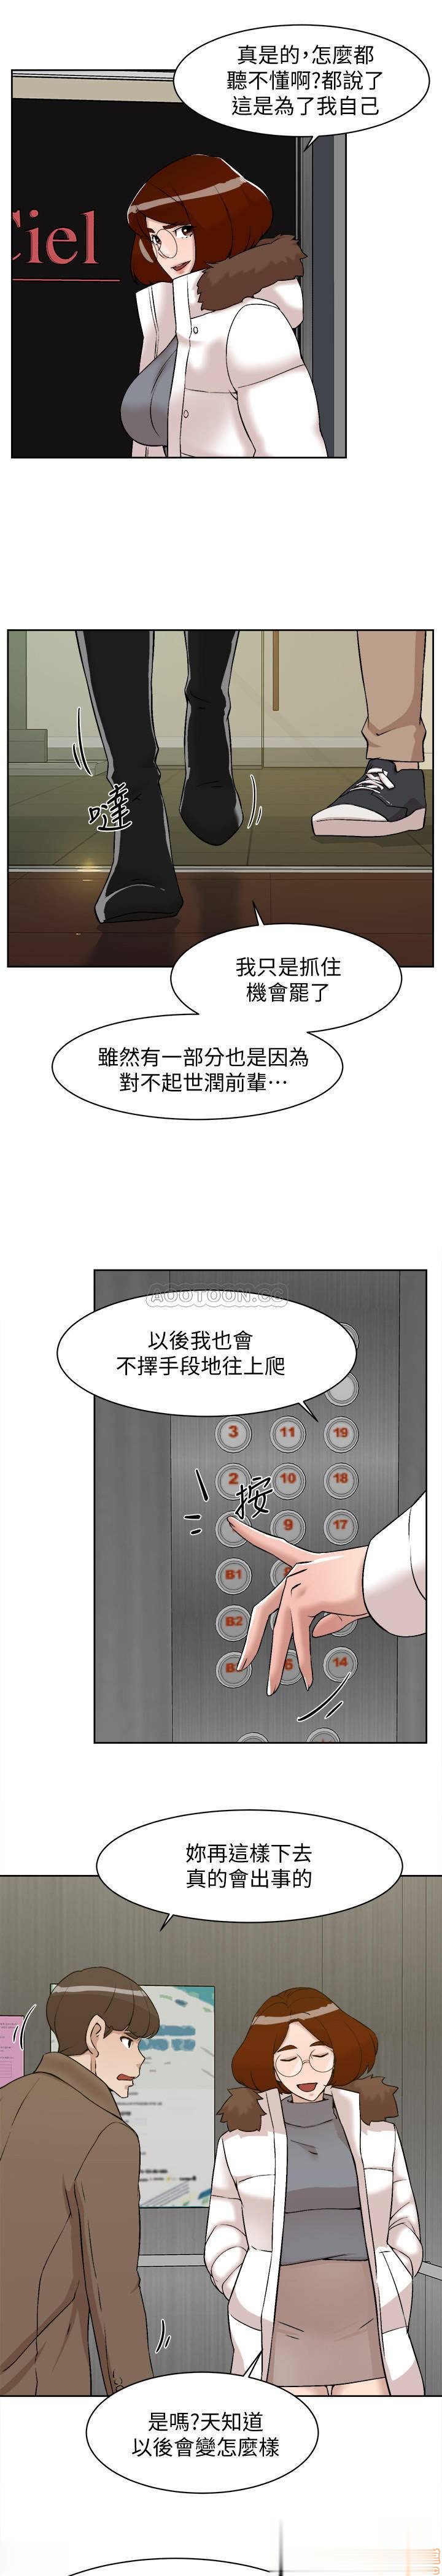 真是的，怎麼都
聽不懂啊?都說了
這是為了我自己
Ciel
噠
我只是抓住
機會罷了
雖然有一部分也是因為
對不起世潤前輩…
AOOTOON.CC
以後我也會
不擇手段地往上爬
3 11 19
2 10 18
按
9 17
B1
B2
14
妳再這樣下去
真的會出事的
是嗎?天知道
以後會變怎麼樣